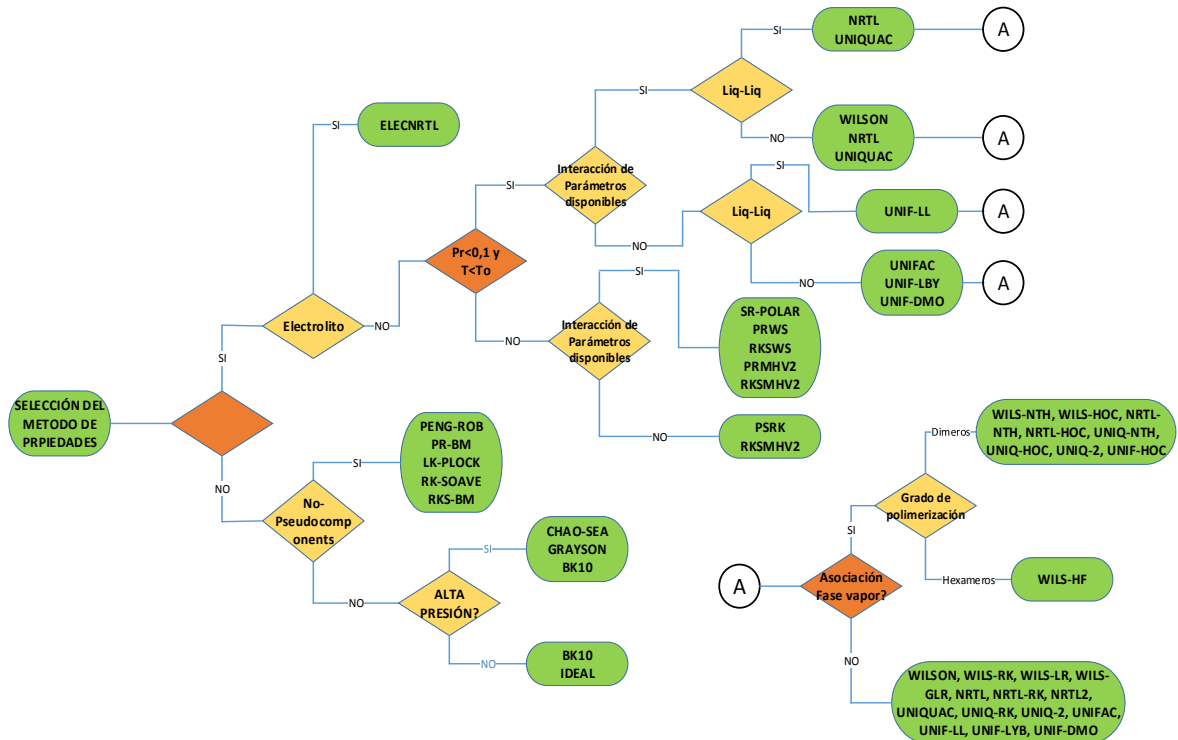 SELECCIÓN DEL
METODO DE
PRPIEDADES
SI
NO
Electrolito
SI
NO
ELECNRTL
Pr<0,1 y
T<To
SI
NO
Interacción de
Parámetros
disponibles
SI
NO
Liq-Liq
SI
NO
NRTL
UNIQUAC
A
WILSON
NRTL
UNIQUAC
A
Liq-Liq
SI
NO
UNIF-LL
A
UNIFAC
UNIF-LBY
UNIF-DMO
A
Interacción de
Parámetros
disponibles
SI
NO
SR-POLAR
PRWS
RKSWS
PRMHV2
RKSMHV2
PSRK
RKSMHV2
No-
Pseudocomp
onents
SI
NO
PENG-ROB
PR-BM
LK-PLOCK
RK-SOAVE
RKS-BM
ALTA
PRESIÓN?
SI
NO
CHAO-SEA
GRAYSON
BK10
BK10
IDEAL
A
Asociación
Fase vapor?
SI
NO
Grado de
polimerización
Dimeros
Hexameros
WILS-NTH, WILS-HOC, NRTL-
NTH, NRTL-HOC, UNIQ-NTH,
UNIQ-HOC, UNIQ-2, UNIF-HOC
WILS-HF
WILSON, WILS-RK, WILS-LR, WILS-
GLR, NRTL, NRTL-RK, NRTL2,
UNIQUAC, UNIQ-RK, UNIQ-2, UNIFAC,
UNIF-LL, UNIF-LYB, UNIF-DMO